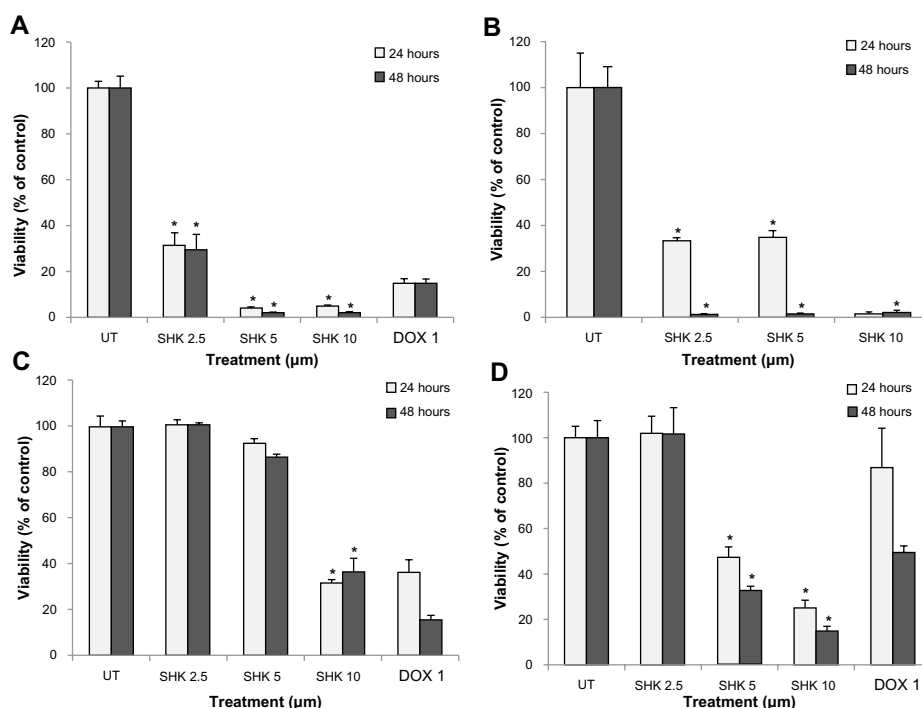 A
120
100
80
60
40
20
0
Viability (% of control)
24 hours
48 hours
* * * * * *
UT SHK 2.5 SHK 5 SHK 10 DOX 1
Treatment (µm)
B
120
100
80
60
40
20
0
Viability (% of control)
24 hours
48 hours
* * * * *
UT SHK 2.5 SHK 5 SHK 10
Treatment (µm)
C
120
100
80
60
40
20
0
Viability (% of control)
24 hours
48 hours
* *
UT SHK 2.5 SHK 5 SHK 10 DOX 1
Treatment (µm)
D
120
100
80
60
40
20
0
Viability (% of control)
24 hours
48 hours
* * * *
UT SHK 2.5 SHK 5 SHK 10 DOX 1
Treatment (µm)